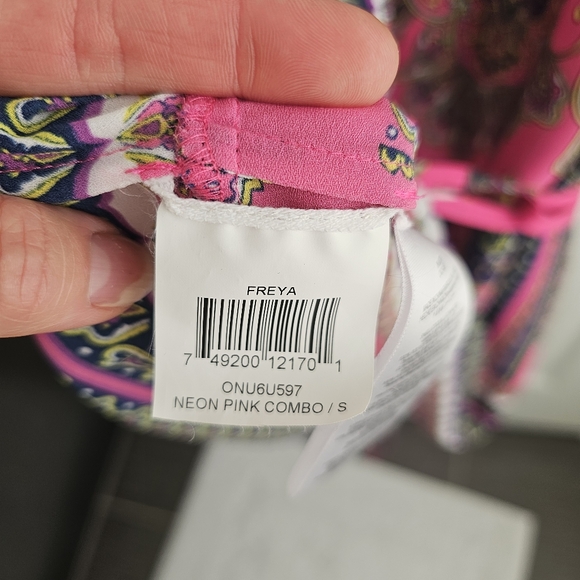 FREYA
7 49200 12170 1
ONU6U597
NEON PINK COMBO / S